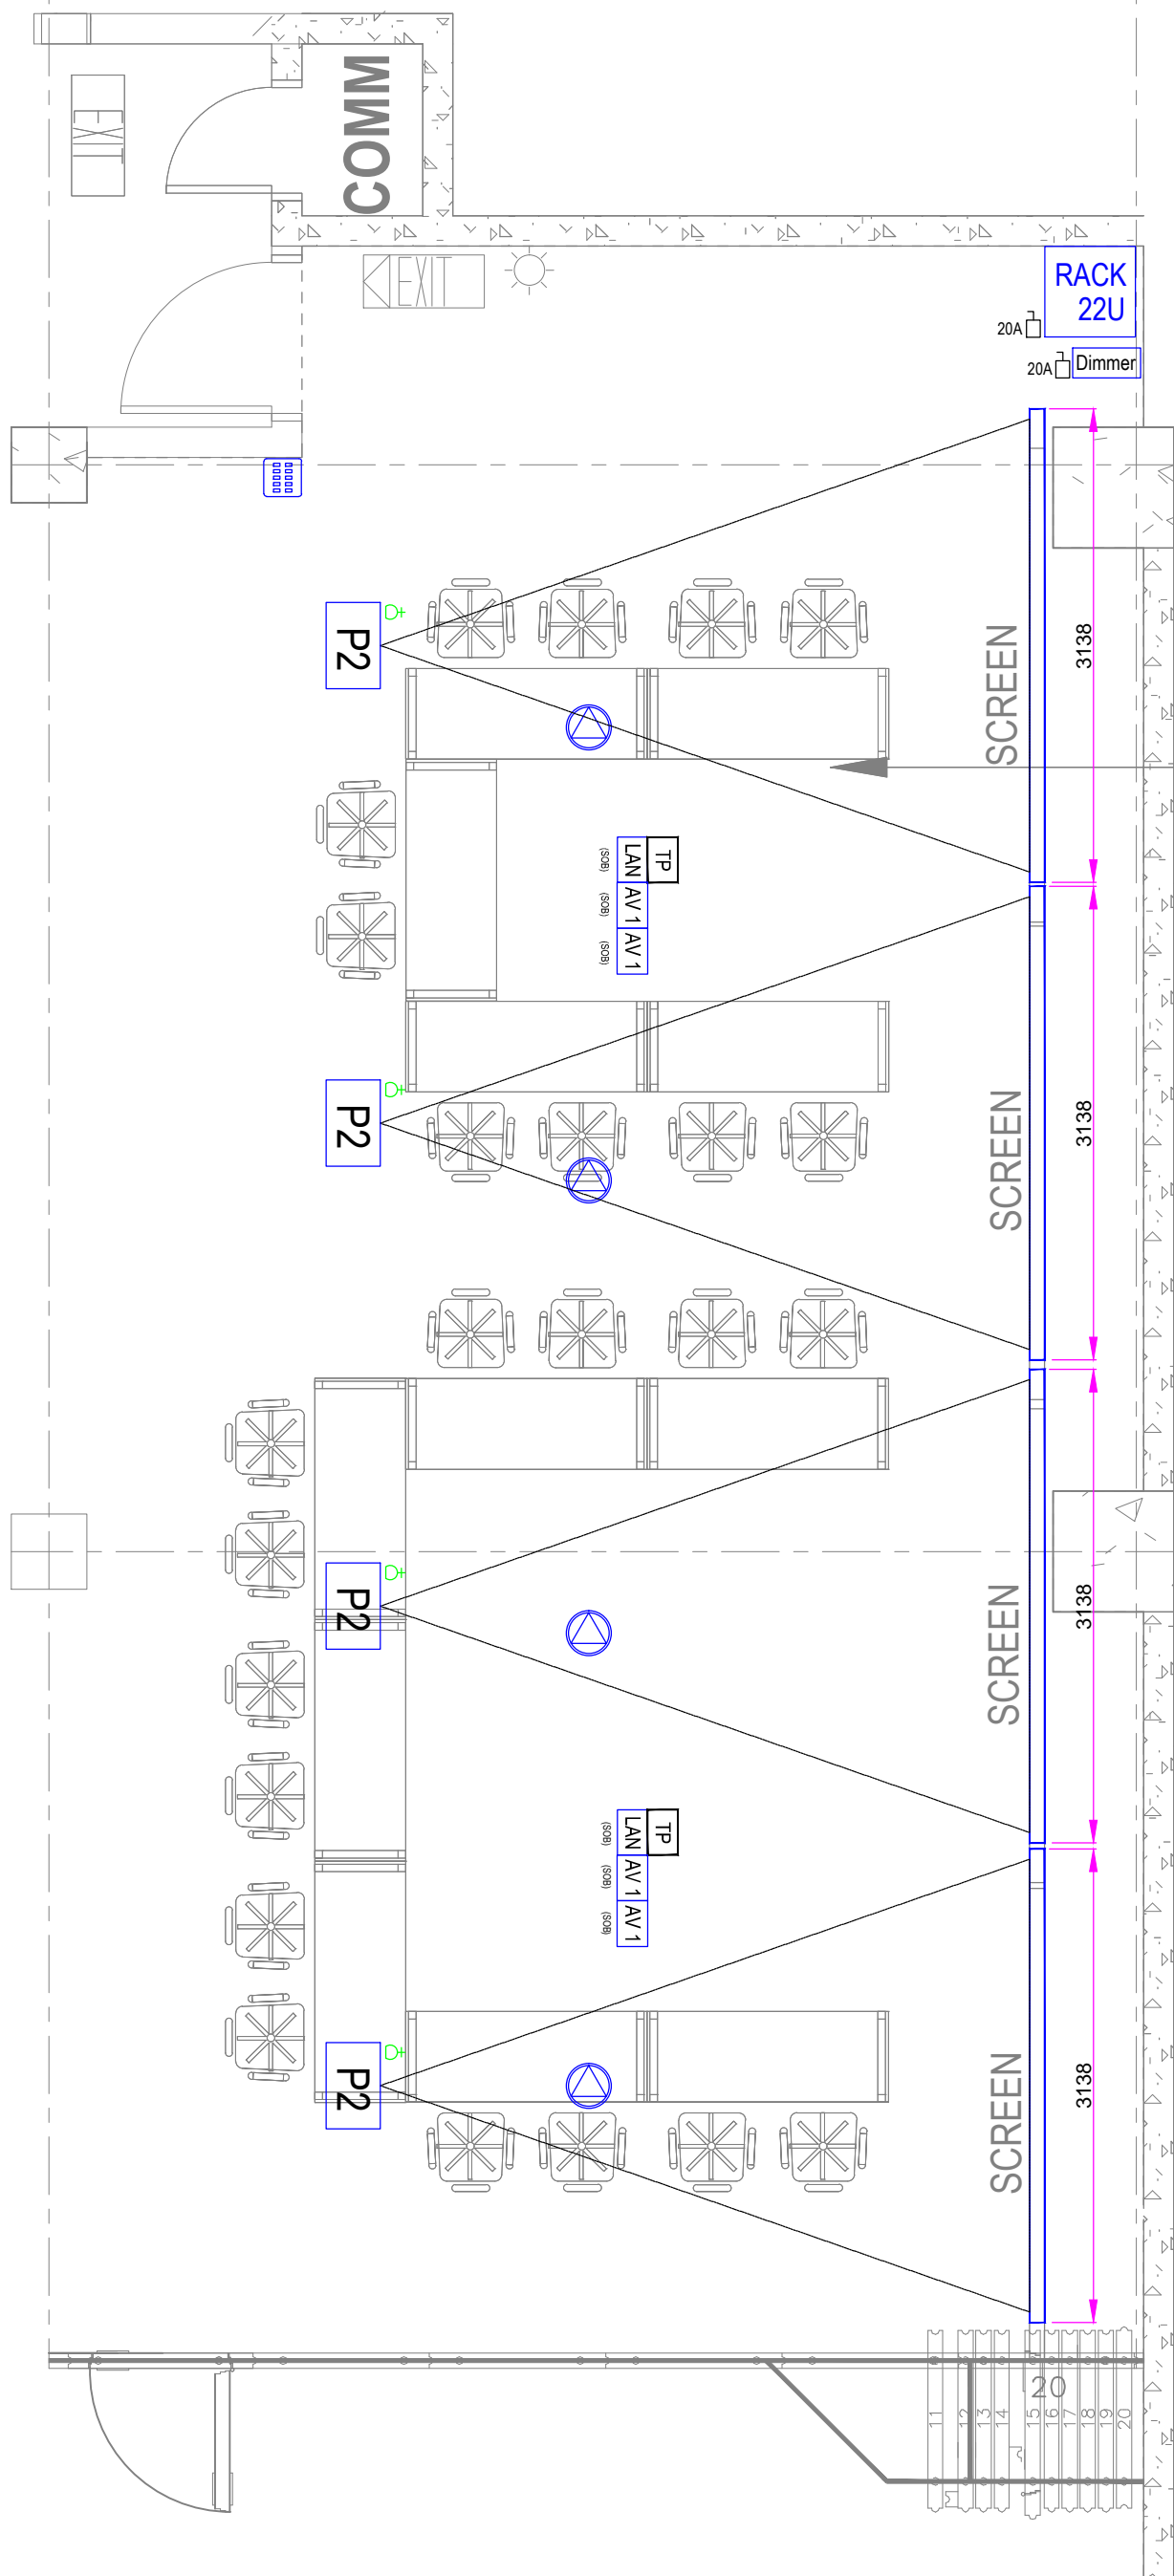 COMM
EXIT
EXIT
RACK
22U
20A
20A
Dimmer
SCREEN
3138
P2
TP
LAN
AV 1
AV 1
(SOB)
(SOB)
(SOB)
SCREEN
3138
P2
SCREEN
3138
P2
TP
LAN
AV 1
AV 1
(SOB)
(SOB)
(SOB)
SCREEN
3138
P2
20
11
12
13
14
15
16
17
18
19
20